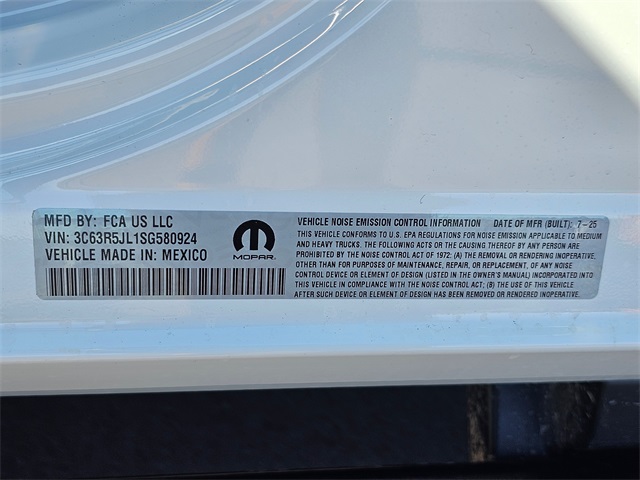 MFD BY: FCA US LLC
VIN: 3C63R5JL1SG580924
VEHICLE MADE IN: MEXICO
MOPAR
VEHICLE NOISE EMISSION CONTROL INFORMATION DATE OF MFR (BUILT): 7-25
THIS VEHICLE CONFORMS TO U.S. EPA REGULATIONS FOR NOISE EMISSION APPLICABLE TO MEDIUM
AND HEAVY TRUCKS. THE FOLLOWING ACTS OR THE CAUSING THEREOF BY ANY PERSON ARE
PROHIBITED BY THE NOISE CONTROL ACT OF 1972: (A) THE REMOVAL OR RENDERING INOPERATIVE,
OTHER THAN FOR PURPOSES OF MAINTENANCE, REPAIR, OR REPLACEMENT, OF ANY NOISE
CONTROL DEVICE OR ELEMENT OF DESIGN (LISTED IN THE OWNER'S MANUAL) INCORPORATED INTO
THIS VEHICLE IN COMPLIANCE WITH THE NOISE CONTROL ACT; (B) THE USE OF THIS VEHICLE
AFTER SUCH DEVICE OR ELEMENT OF DESIGN HAS BEEN REMOVED OR RENDERED INOPERATIVE.